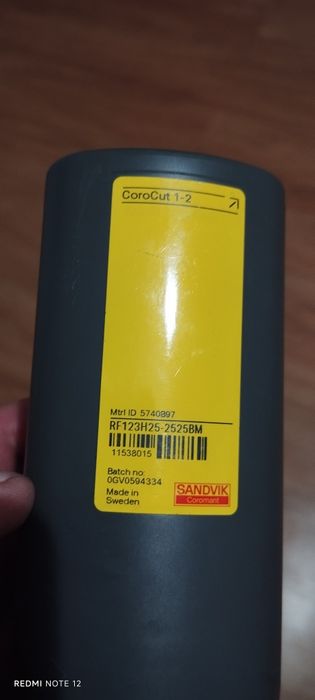 CoroCut 1-2
Mtrl ID 5740897
RF123H25-2525BM
11538015
Batch no:
0GV0594334
Made in
Sweden
SANDVIK
Coromant
REDMI NOTE 12